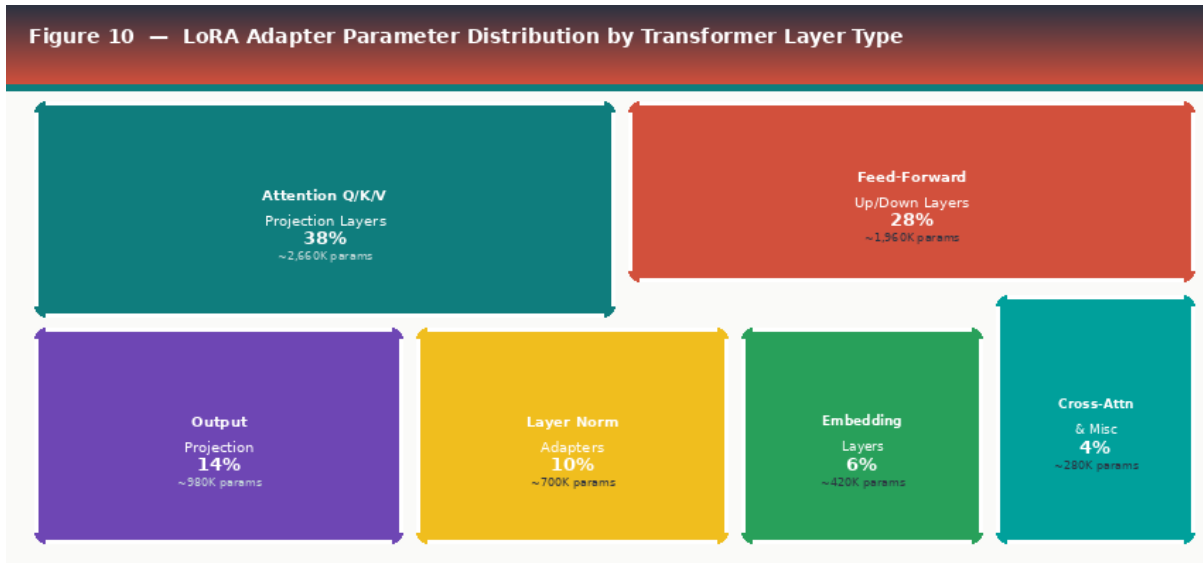 Figure 10 — LoRA Adapter Parameter Distribution by Transformer Layer Type
Attention Q/K/V
Projection Layers
38%
~2,660K params
Feed-Forward
Up/Down Layers
28%
~1,960K params
Output
Projection
14%
~980K params
Layer Norm
Adapters
10%
~700K params
Embedding
Layers
6%
~420K params
Cross-Attn
& Misc
4%
~280K params